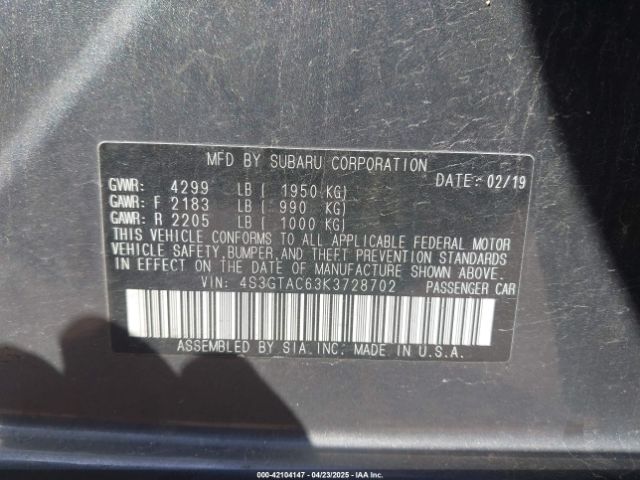 MFD BY SUBARU CORPORATION
GVWR: 4299 LB ( 1950 KG) DATE: 02/19
GAWR: F 2183 LB ( 990 KG)
GAWR: R 2205 LB ( 1000 KG)
THIS VEHICLE CONFORMS TO ALL APPLICABLE FEDERAL MOTOR
VEHICLE SAFETY, BUMPER, AND THEFT PREVENTION STANDARDS
IN EFFECT ON THE DATE OF MANUFACTURE SHOWN ABOVE.
VIN: 4S3GTAC63K3728702 PASSENGER CAR
ASSEMBLED BY SIA, INC. MADE IN U.S.A.
000-42104147 - 04/23/2025 - IAA Inc.